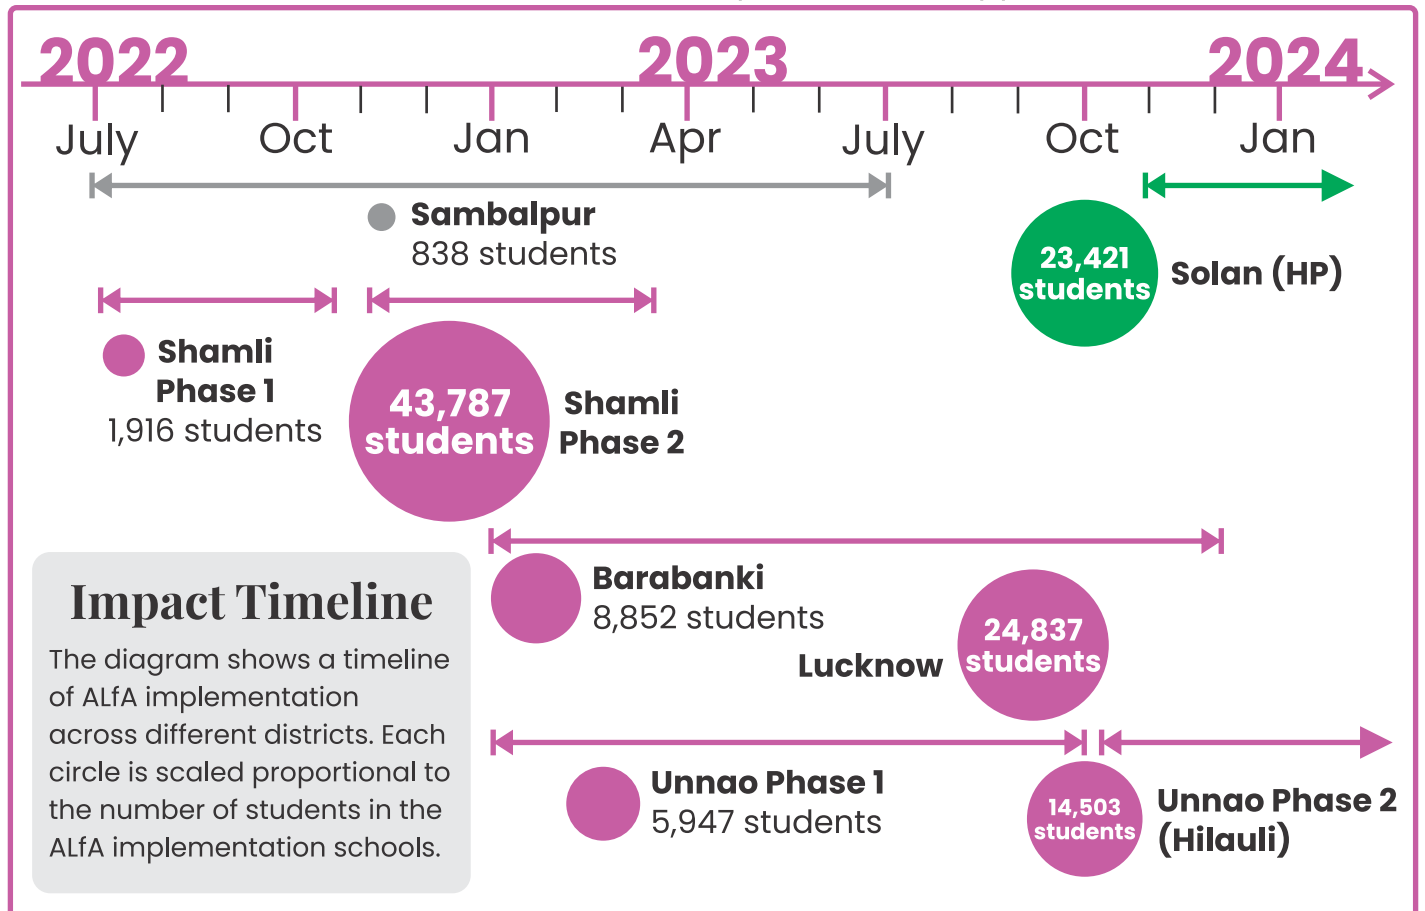 2022 2023 2024
July Oct Jan Apr July Oct Jan
Sambalpur
838 students
23,421
students
Solan (HP)
Shamli
Phase 1
1,916 students
43,787
students
Shamli
Phase 2
Barabanki
8,852 students
Lucknow
24,837
students
Unnao Phase 1
5,947 students
14,503
students
Unnao Phase 2
(Hilauli)
Impact Timeline
The diagram shows a timeline
of ALfA implementation
across different districts. Each
circle is scaled proportional to
the number of students in the
ALfA implementation schools.